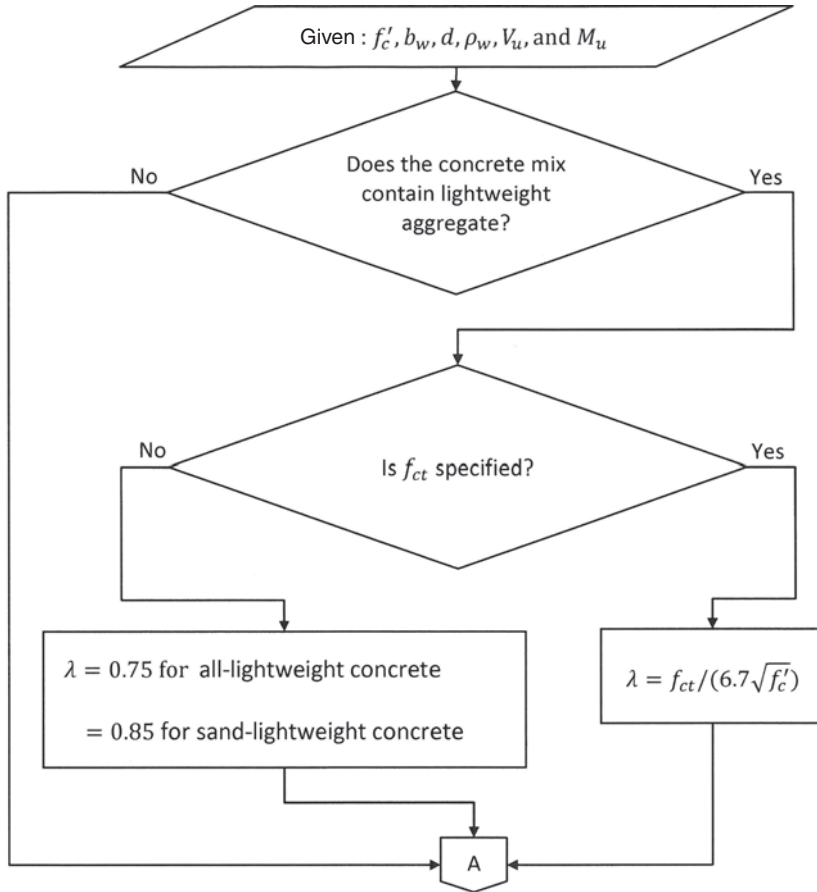 Given : f′c, bw, d, ρw, Vu, and Mu
Does the concrete mix
contain lightweight
aggregate?
No
Yes
Is fct specified?
No
Yes
λ = 0.75 for all-lightweight concrete
= 0.85 for sand-lightweight concrete
λ = fct/(6.7√f′c)
A